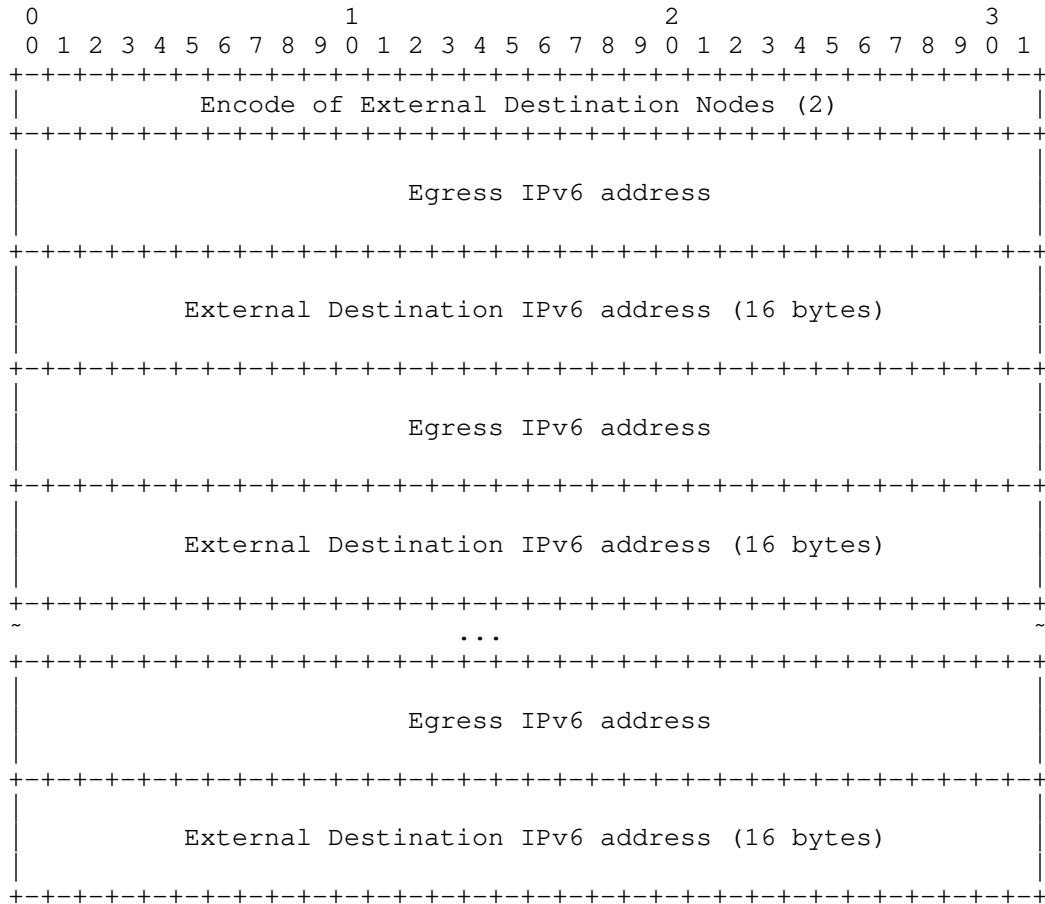 0                   1                   2                   3
0 1 2 3 4 5 6 7 8 9 0 1 2 3 4 5 6 7 8 9 0 1 2 3 4 5 6 7 8 9 0 1
+-+-+-+-+-+-+-+-+-+-+-+-+-+-+-+-+-+-+-+-+-+-+-+-+-+-+-+-+-+-+-+-+
|           Encode of External Destination Nodes (2)            |
+-+-+-+-+-+-+-+-+-+-+-+-+-+-+-+-+-+-+-+-+-+-+-+-+-+-+-+-+-+-+-+-+
|                                                               |
|                        Egress IPv6 address                    |
|                                                               |
+-+-+-+-+-+-+-+-+-+-+-+-+-+-+-+-+-+-+-+-+-+-+-+-+-+-+-+-+-+-+-+-+
|                                                               |
|          External Destination IPv6 address (16 bytes)         |
|                                                               |
+-+-+-+-+-+-+-+-+-+-+-+-+-+-+-+-+-+-+-+-+-+-+-+-+-+-+-+-+-+-+-+-+
|                                                               |
|                        Egress IPv6 address                    |
|                                                               |
+-+-+-+-+-+-+-+-+-+-+-+-+-+-+-+-+-+-+-+-+-+-+-+-+-+-+-+-+-+-+-+-+
|                                                               |
|          External Destination IPv6 address (16 bytes)         |
|                                                               |
+-+-+-+-+-+-+-+-+-+-+-+-+-+-+-+-+-+-+-+-+-+-+-+-+-+-+-+-+-+-+-+-+
~                           ...                                 ~
+-+-+-+-+-+-+-+-+-+-+-+-+-+-+-+-+-+-+-+-+-+-+-+-+-+-+-+-+-+-+-+-+
|                                                               |
|                        Egress IPv6 address                    |
|                                                               |
+-+-+-+-+-+-+-+-+-+-+-+-+-+-+-+-+-+-+-+-+-+-+-+-+-+-+-+-+-+-+-+-+
|                                                               |
|          External Destination IPv6 address (16 bytes)         |
|                                                               |
+-+-+-+-+-+-+-+-+-+-+-+-+-+-+-+-+-+-+-+-+-+-+-+-+-+-+-+-+-+-+-+-+